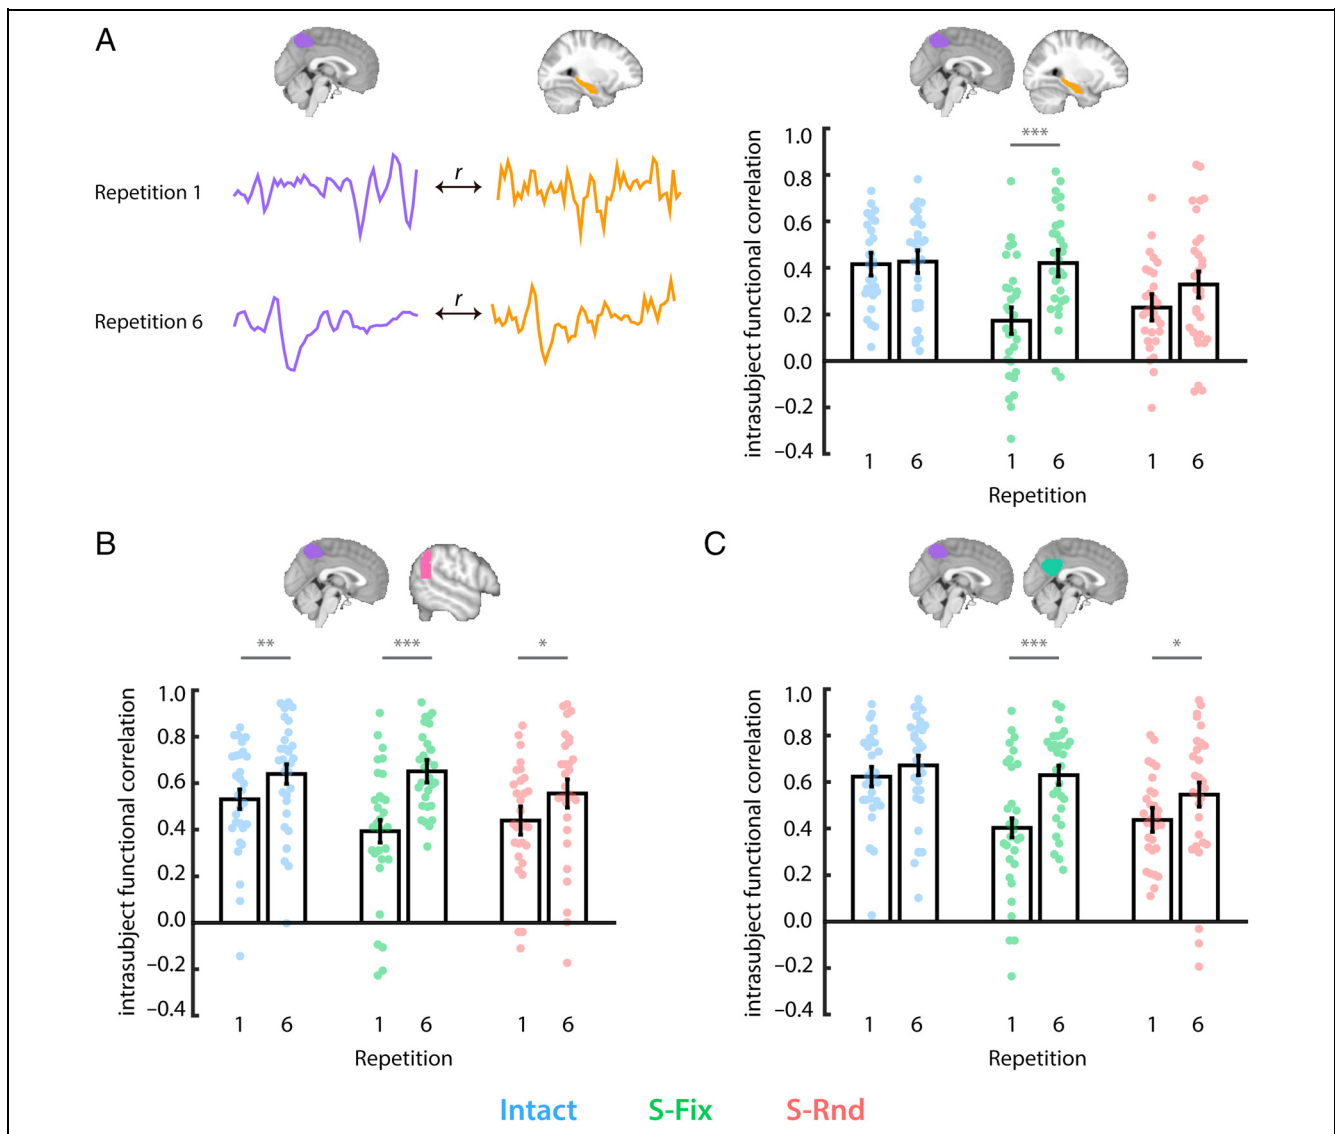 A
Repetition 1
r
Repetition 6
r
***
intrasubject functional correlation
1.0
0.8
0.6
0.4
0.2
0.0
–0.2
–0.4
1 6 1 6 1 6
Repetition
B
** *** *
intrasubject functional correlation
1.0
0.8
0.6
0.4
0.2
0.0
–0.2
–0.4
1 6 1 6 1 6
Repetition
C
*** *
intrasubject functional correlation
1.0
0.8
0.6
0.4
0.2
0.0
–0.2
–0.4
1 6 1 6 1 6
Repetition
Intact S-Fix S-Rnd